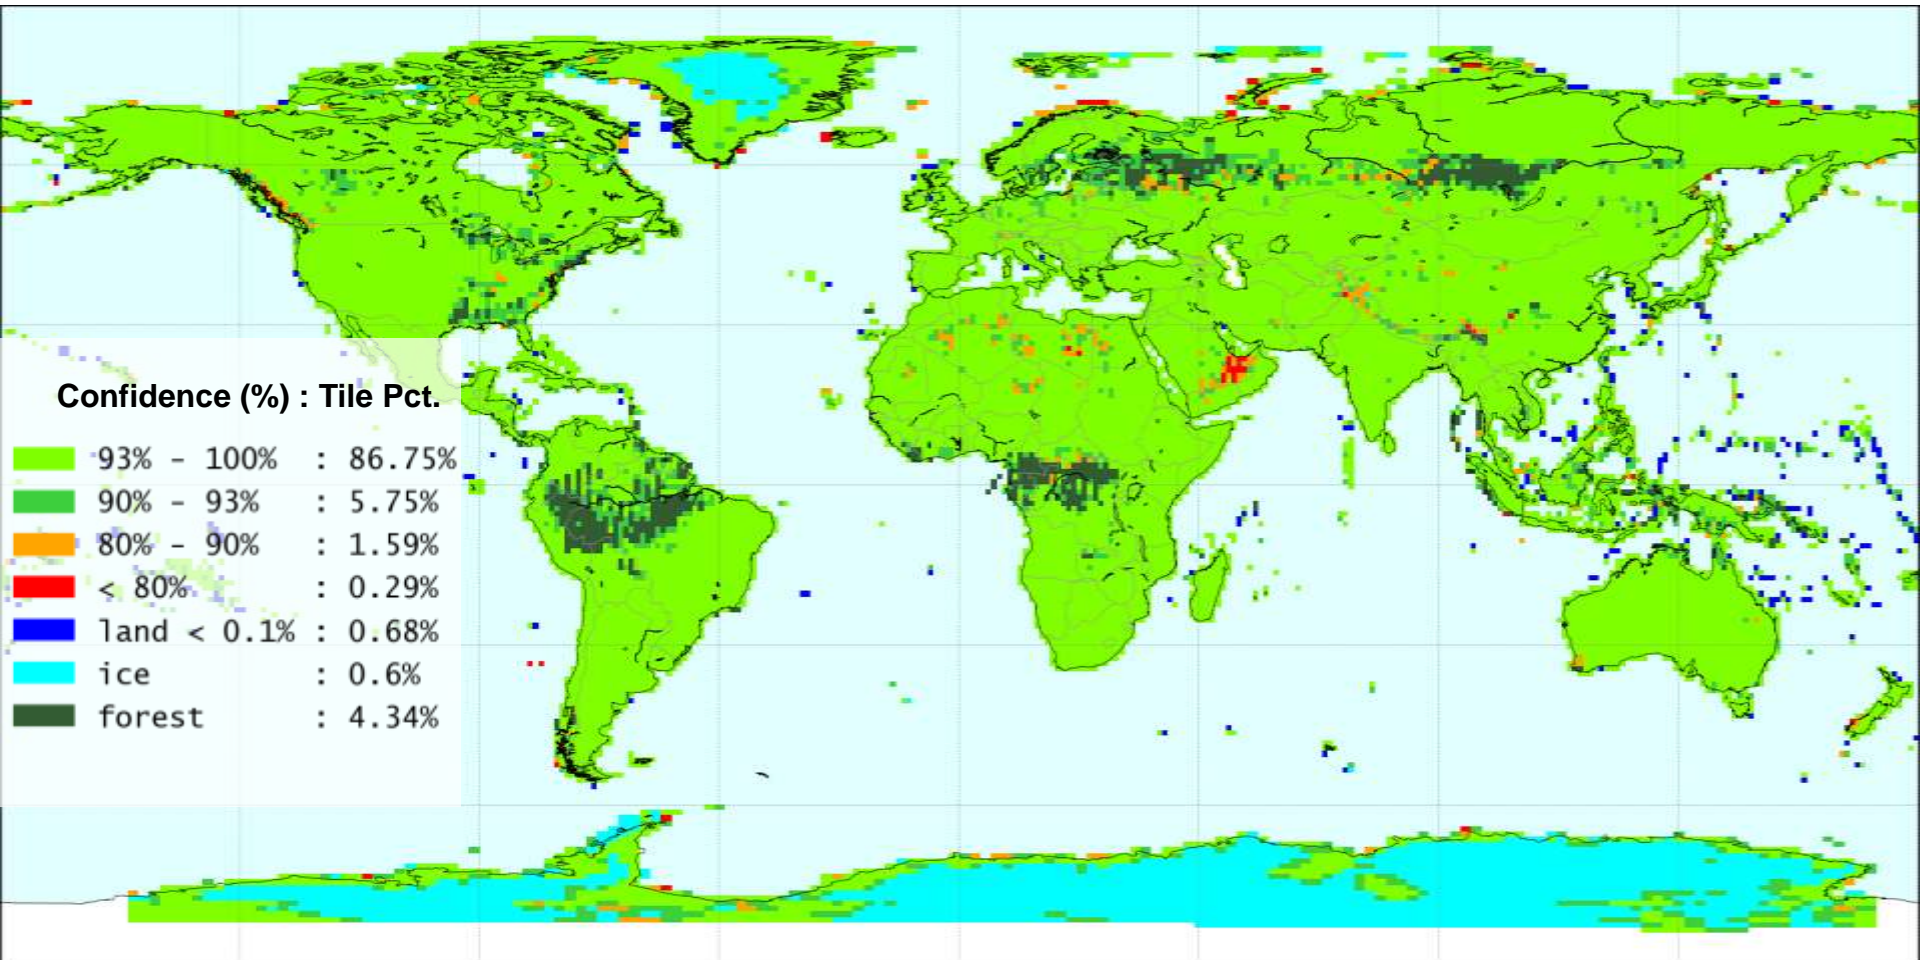 Confidence (%) : Tile Pct.
93% - 100% : 86.75%
90% - 93% : 5.75%
80% - 90% : 1.59%
< 80% : 0.29%
land < 0.1% : 0.68%
ice : 0.6%
forest : 4.34%